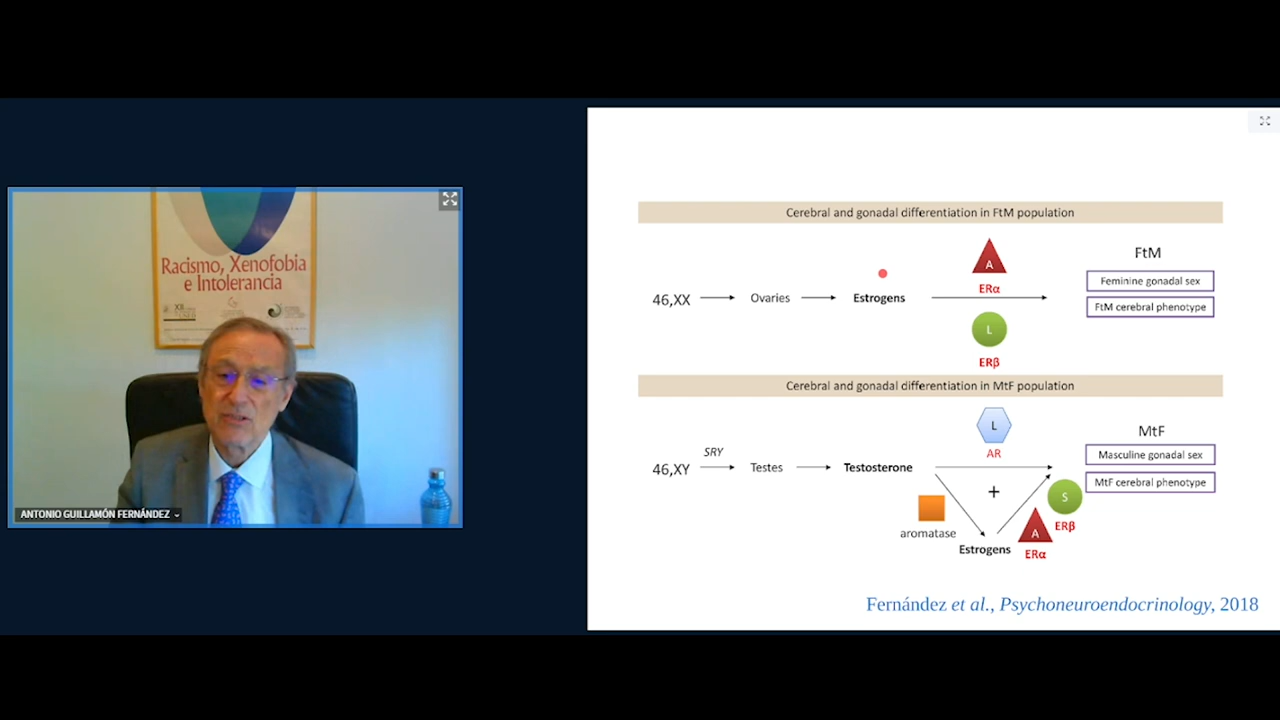 Racismo, Xenofobia
e Intolerancia
XII
ANTONIO GUILLAMÓN FERNÁNDEZ
Cerebral and gonadal differentiation in FtM population
46,XX
Ovaries
Estrogens
A
ERα
L
ERβ
FtM
Feminine gonadal sex
FtM cerebral phenotype
Cerebral and gonadal differentiation in MtF population
46,XY
SRY
Testes
Testosterone
L
AR
+
aromatase
Estrogens
A
ERα
S
ERβ
MtF
Masculine gonadal sex
MtF cerebral phenotype
Fernández et al., Psychoneuroendocrinology, 2018